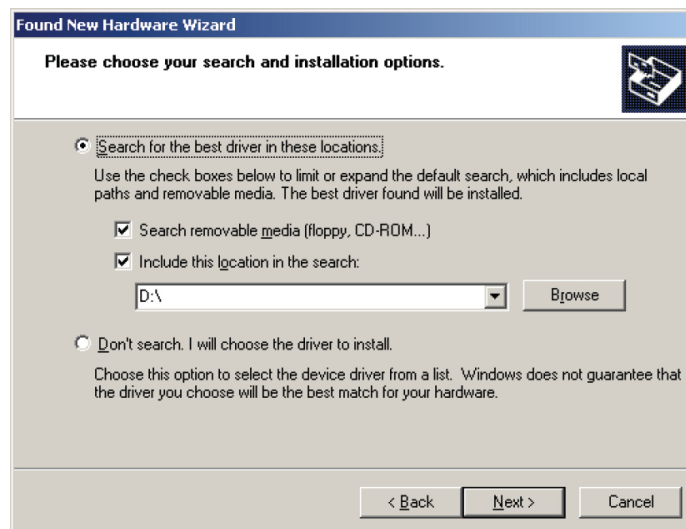 Found New Hardware Wizard
Please choose your search and installation options.
Search for the best driver in these locations.
Use the check boxes below to limit or expand the default search, which includes local
paths and removable media. The best driver found will be installed.
Search removable media (floppy, CD-ROM...)
Include this location in the search:
D:\
Browse
Don't search. I will choose the driver to install.
Choose this option to select the device driver from a list. Windows does not guarantee that
the driver you choose will be the best match for your hardware.
< Back
Next >
Cancel